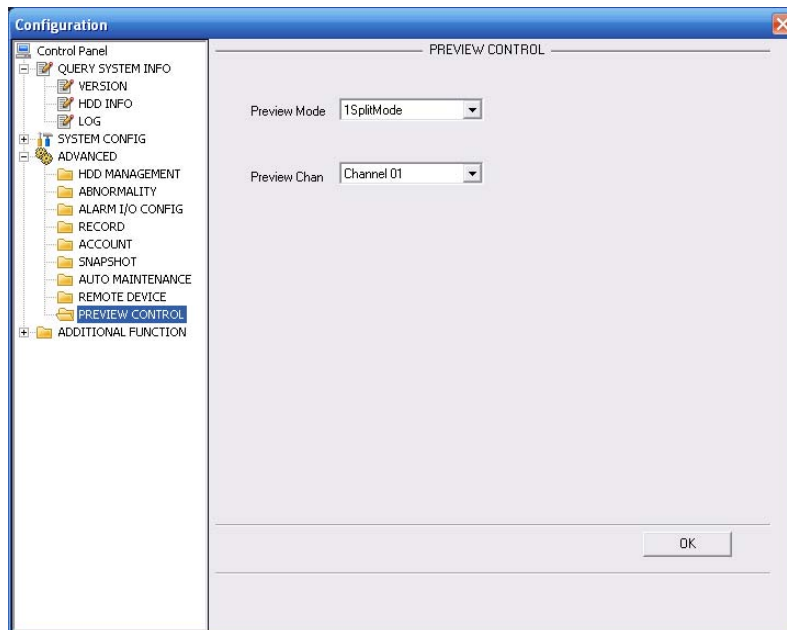 Configuration
Control Panel
QUERY SYSTEM INFO
VERSION
HDD INFO
LOG
SYSTEM CONFIG
ADVANCED
HDD MANAGEMENT
ABNORMALITY
ALARM I/O CONFIG
RECORD
ACCOUNT
SNAPSHOT
AUTO MAINTENANCE
REMOTE DEVICE
PREVIEW CONTROL
ADDITIONAL FUNCTION
PREVIEW CONTROL
Preview Mode 1SplitMode
Preview Chan Channel 01
OK